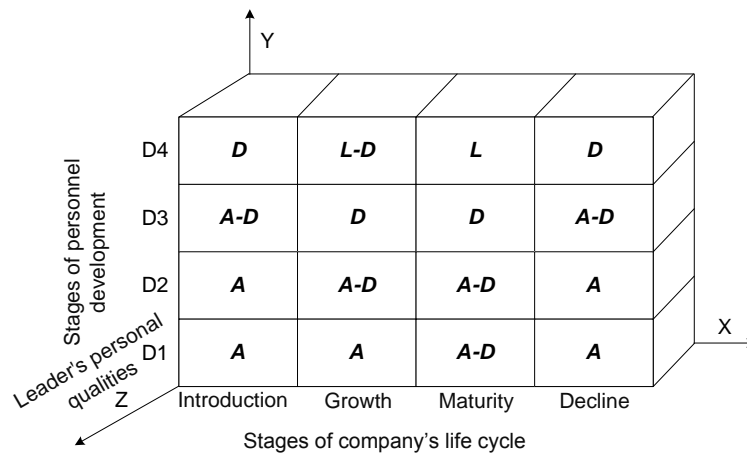 Y
D4 D L-D L D
D3 A-D D D A-D
D2 A A-D A-D A
D1 A A A-D A
X
Stages of personnel
development
Leader's personal
qualities
Z
Introduction Growth Maturity Decline
Stages of company’s life cycle